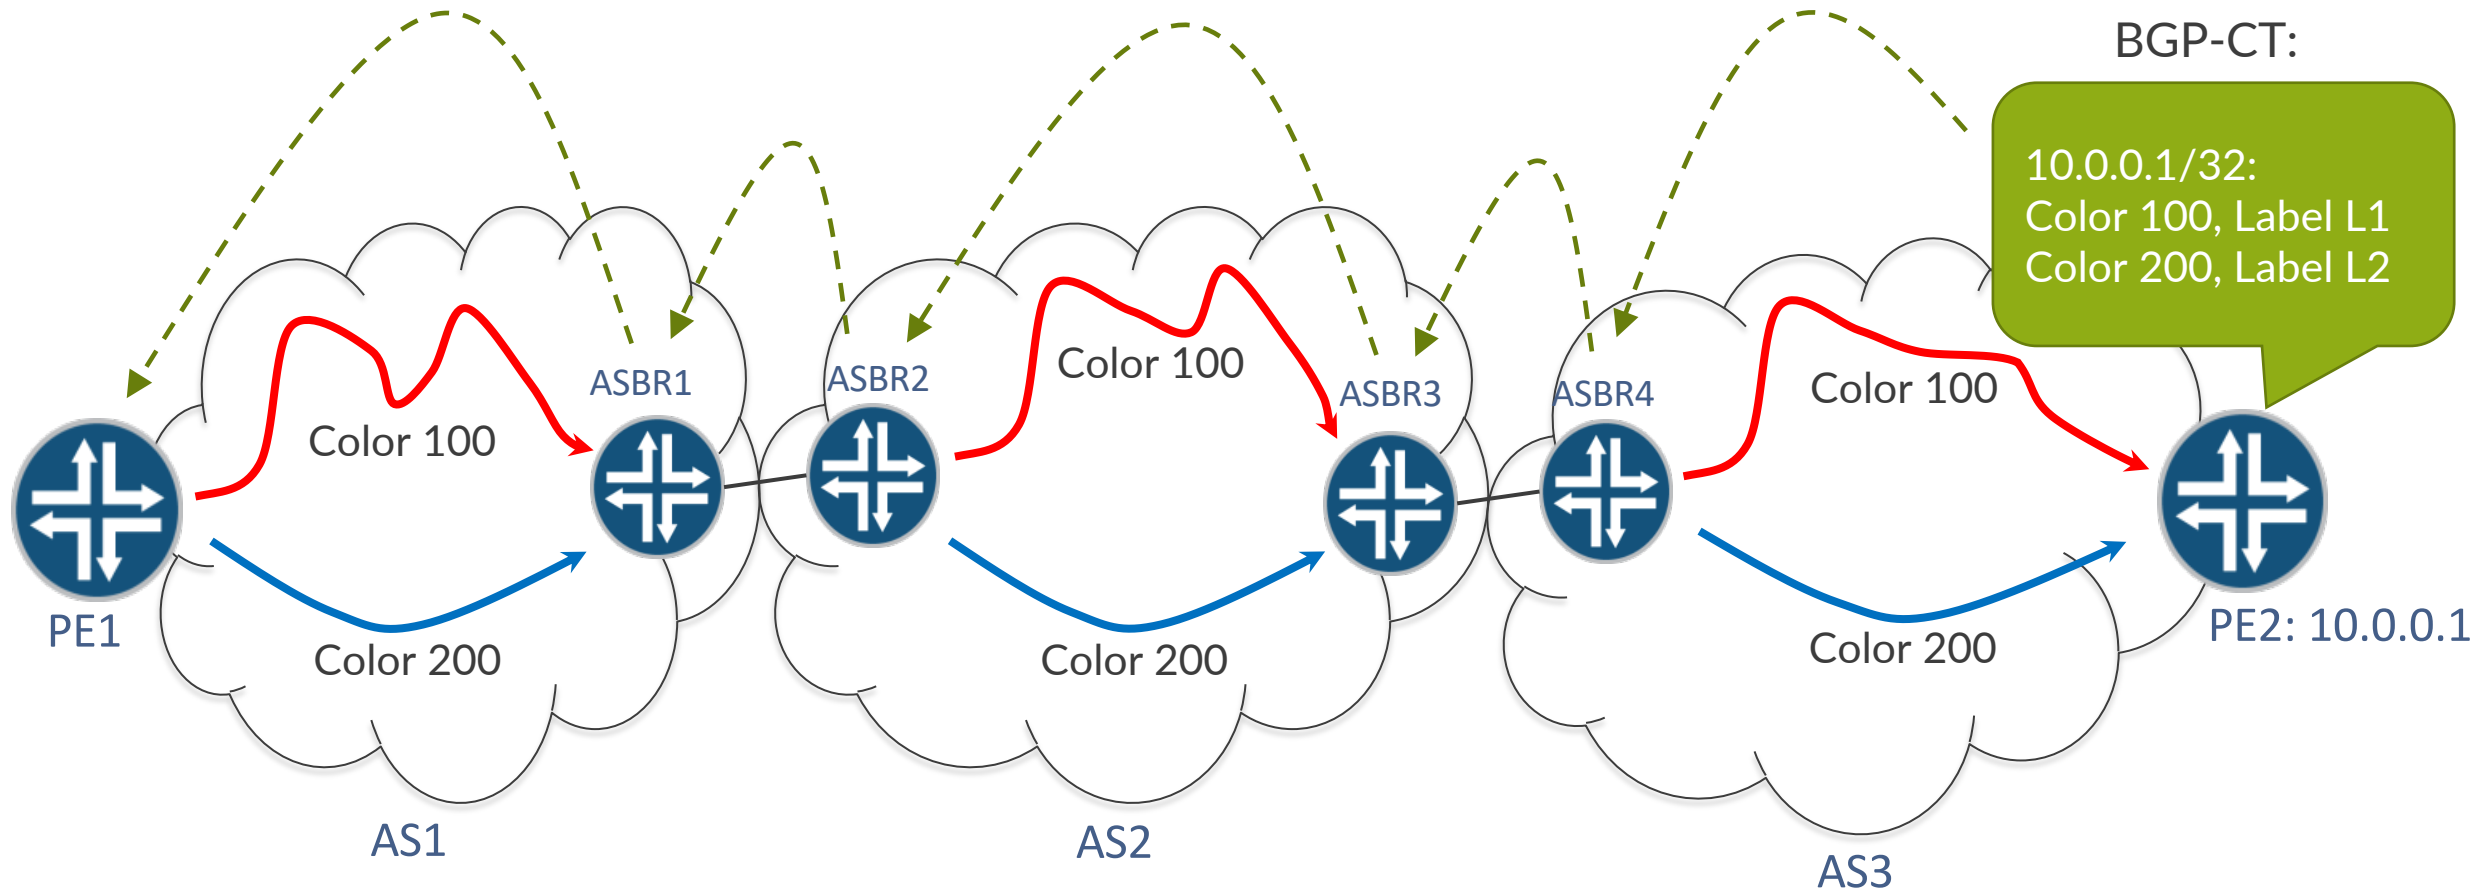 BGP-CT:
10.0.0.1/32:
Color 100, Label L1
Color 200, Label L2
ASBR1
ASBR2
Color 100
ASBR3
ASBR4
Color 100
Color 100
PE1
PE2: 10.0.0.1
Color 200
Color 200
Color 200
AS1
AS2
AS3